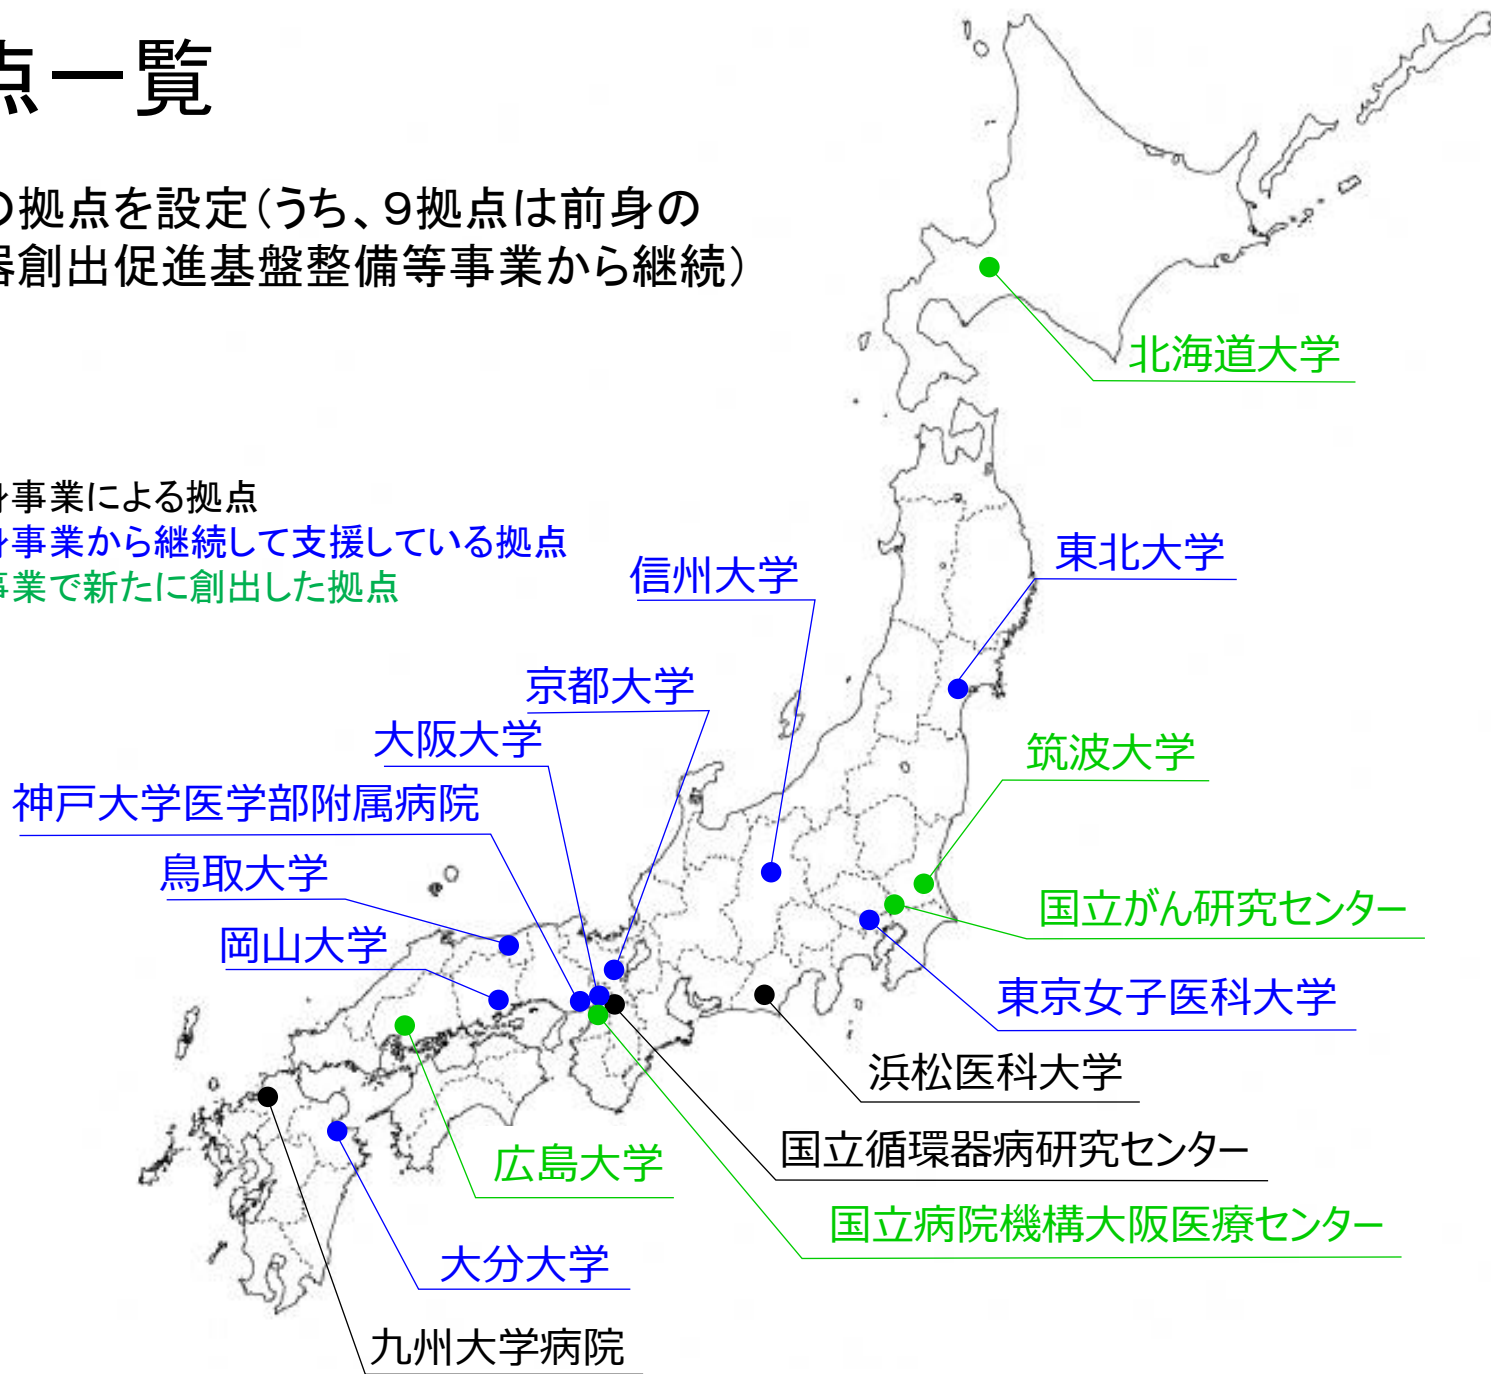 点一覧
の拠点を設定（うち、９拠点は前身の
器創出促進基盤整備等事業から継続）
北海道大学
身事業による拠点
身事業から継続して支援している拠点
事業で新たに創出した拠点
信州大学
東北大学
京都大学
大阪大学
筑波大学
神戸大学医学部附属病院
鳥取大学
国立がん研究センター
岡山大学
東京女子医科大学
浜松医科大学
国立循環器病研究センター
広島大学
国立病院機構大阪医療センター
大分大学
九州大学病院